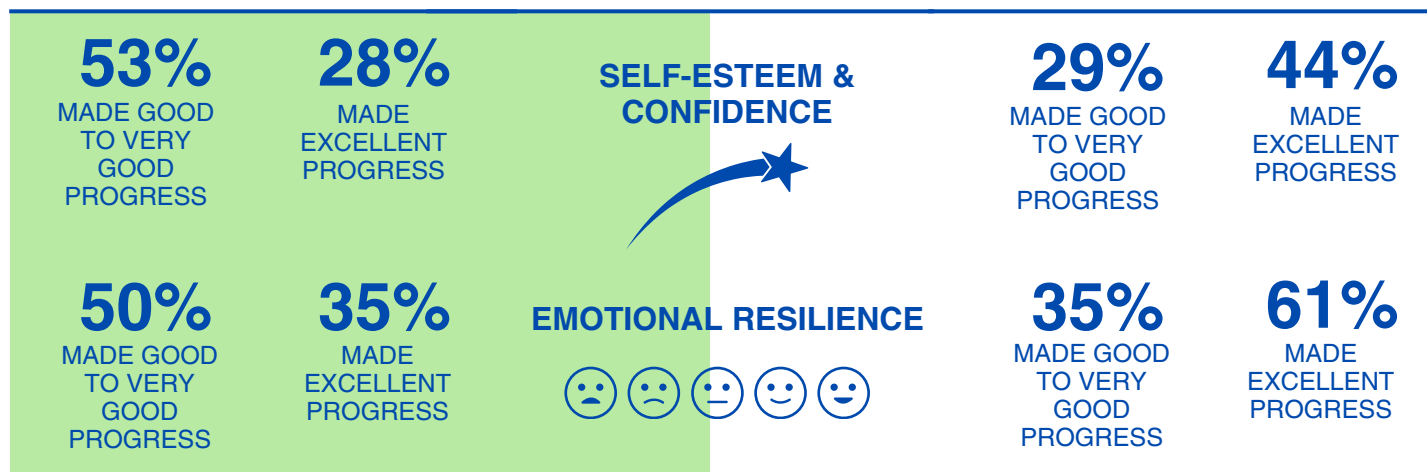 53%
MADE GOOD
TO VERY
GOOD
PROGRESS
28%
MADE
EXCELLENT
PROGRESS
SELF-ESTEEM &
CONFIDENCE
29%
MADE GOOD
TO VERY
GOOD
PROGRESS
44%
MADE
EXCELLENT
PROGRESS
50%
MADE GOOD
TO VERY
GOOD
PROGRESS
35%
MADE
EXCELLENT
PROGRESS
EMOTIONAL RESILIENCE
35%
MADE GOOD
TO VERY
GOOD
PROGRESS
61%
MADE
EXCELLENT
PROGRESS